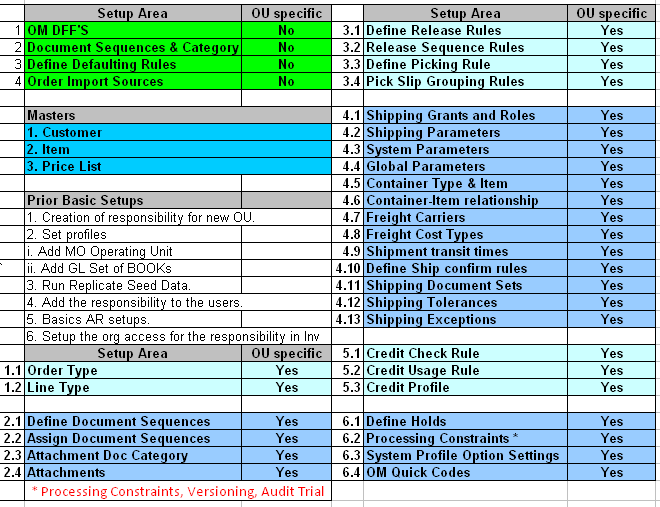 Setup Area OU specific
1 OM DFF'S No
2 Document Sequences & Category No
3 Define Defaulting Rules No
4 Order Import Sources No
Masters
1. Customer
2. Item
3. Price List
Prior Basic Setups
1. Creation of responsibility for new OU.
2. Set profiles
i. Add MO Operating Unit
ii. Add GL Set of BOOKs
3. Run Replicate Seed Data.
4. Add the responsibility to the users.
5. Basics AR setups.
6. Setup the org access for the responsibility in Inv
Setup Area OU specific
1.1 Order Type Yes
1.2 Line Type Yes
2.1 Define Document Sequences Yes
2.2 Assign Document Sequences Yes
2.3 Attachment Doc Category Yes
2.4 Attachments Yes
* Processing Constraints, Versioning, Audit Trial
Setup Area OU specific
3.1 Define Release Rules Yes
3.2 Release Sequence Rules Yes
3.3 Define Picking Rule Yes
3.4 Pick Slip Grouping Rules Yes
4.1 Shipping Grants and Roles Yes
4.2 Shipping Parameters Yes
4.3 System Parameters Yes
4.4 Global Parameters Yes
4.5 Container Type & Item Yes
4.6 Container-Item relationship Yes
4.7 Freight Carriers Yes
4.8 Freight Cost Types Yes
4.9 Shipment transit times Yes
4.10 Define Ship confirm rules Yes
4.11 Shipping Document Sets Yes
4.12 Shipping Tolerances Yes
4.13 Shipping Exceptions Yes
5.1 Credit Check Rule Yes
5.2 Credit Usage Rule Yes
5.3 Credit Profile Yes
6.1 Define Holds Yes
6.2 Processing Constraints * Yes
6.3 System Profile Option Settings Yes
6.4 OM Quick Codes Yes